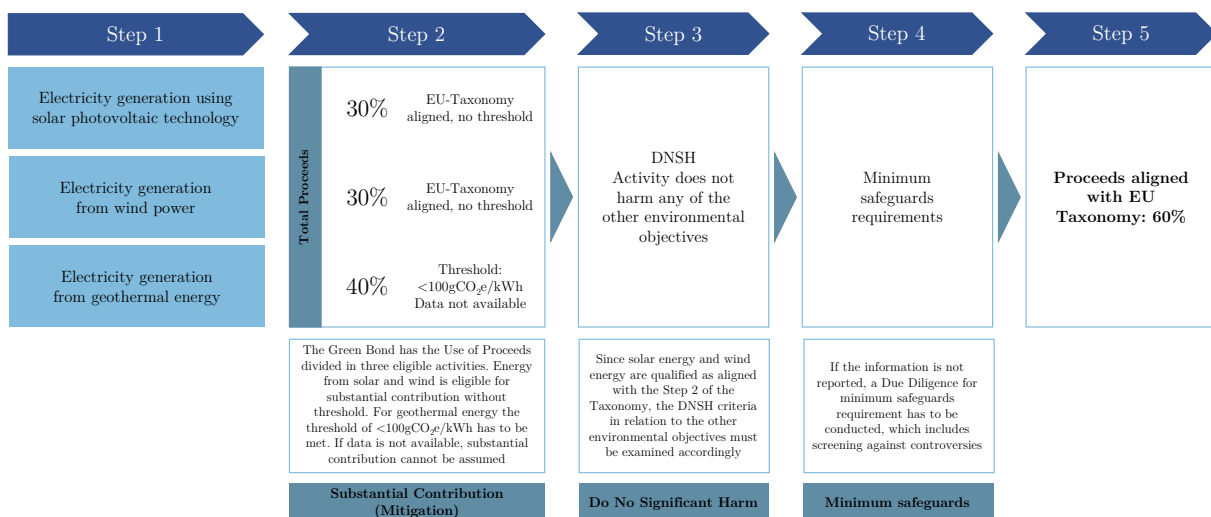 Step 1
Step 2
Step 3
Step 4
Step 5
Electricity generation using
solar photovoltaic technology
Electricity generation
from wind power
Electricity generation
from geothermal energy
Total Proceeds
30%
EU-Taxonomy
aligned, no threshold
30%
EU-Taxonomy
aligned, no threshold
40%
Threshold:
<100gCO₂e/kWh
Data not available
DNSH
Activity does not
harm any of the
other environmental
objectives
Minimum
safeguards
requirements
Proceeds aligned
with EU
Taxonomy: 60%
The Green Bond has the Use of Proceeds
divided in three eligible activities. Energy
from solar and wind is eligible for
substantial contribution without
threshold. For geothermal energy the
threshold of <100gCO₂e/kWh has to be
met. If data is not available, substantial
contribution cannot be assumed
Since solar energy and wind
energy are qualified as aligned
with the Step 2 of the
Taxonomy, the DNSH criteria
in relation to the other
environmental objectives must
be examined accordingly
If the information is not
reported, a Due Diligence for
minimum safeguards
requirement has to be
conducted, which includes
screening against controversies
Substantial Contribution
(Mitigation)
Do No Significant Harm
Minimum safeguards